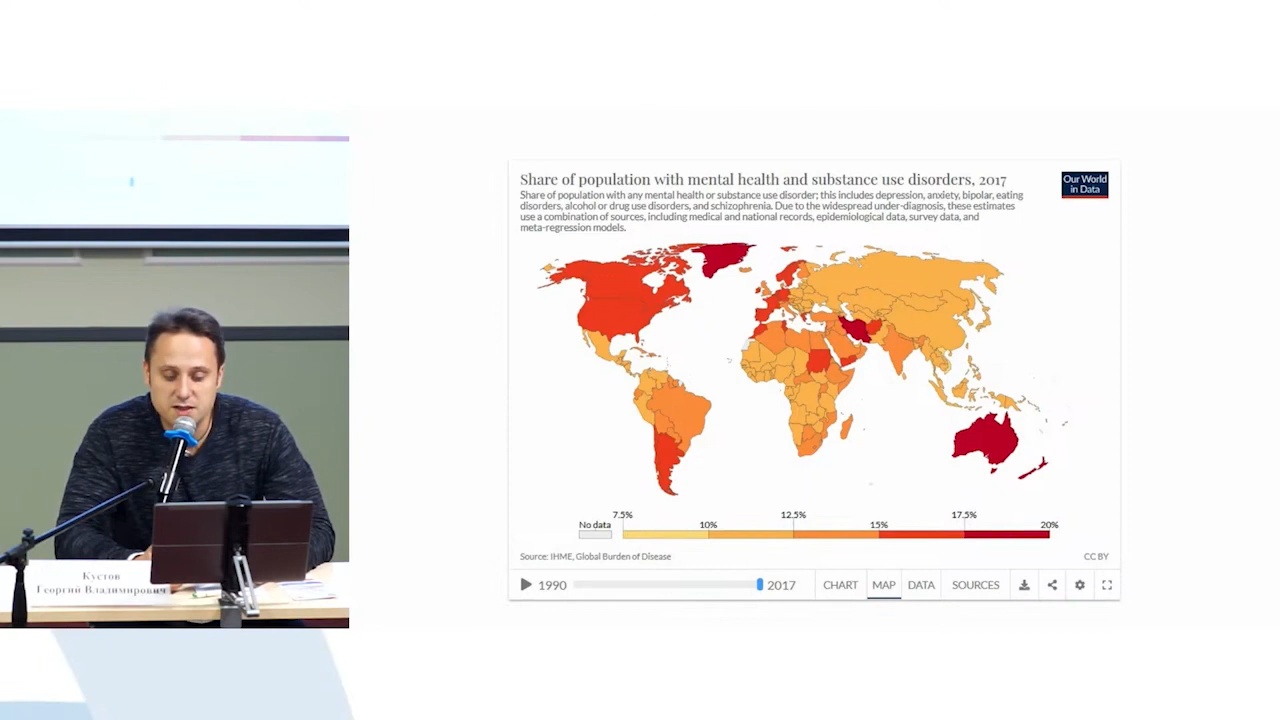 Кустов
Георгий Владимирович
Share of population with mental health and substance use disorders, 2017
Share of population with any mental health or substance use disorder; this includes depression, anxiety, bipolar, eating
disorders, alcohol or drug use disorders, and schizophrenia. Due to the widespread under-diagnosis, these estimates
use a combination of sources, including medical and national records, epidemiological data, survey data, and
meta-regression models.
Our World
in Data
No data
7.5%
10%
12.5%
15%
17.5%
20%
Source: IHME, Global Burden of Disease
CC BY
1990
2017
CHART
MAP
DATA
SOURCES